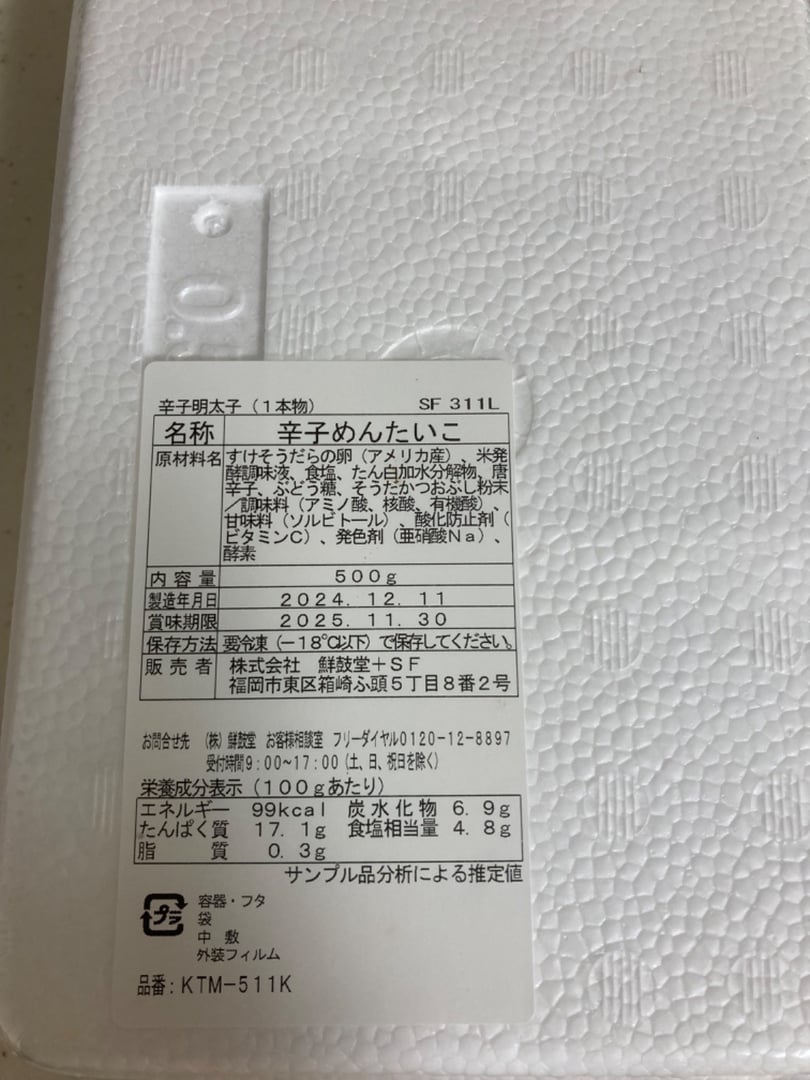 辛子明太子（１本物） SF 311L
名称 辛子めんたいこ
原材料名 すけそうだらの卵（アメリカ産）、米発
酵調味液、食塩、たん白加水分解物、唐
辛子、ぶどう糖、そうだかつおぶし粉末
／調味料（アミノ酸、核酸、有機酸）、
甘味料（ソルビトール）、酸化防止剤（
ビタミンＣ）、発色剤（亜硝酸Ｎａ）、
酵素
内容量 ５００ｇ
製造年月日 ２０２４．１２．１１
賞味期限 ２０２５．１１．３０
保存方法 要冷凍（－１８℃以下）で保存してください。
販売者 株式会社 鮮鼓堂＋ＳＦ
福岡市東区箱崎ふ頭５丁目８番２号
お問合せ先 （株）鮮鼓堂 お客様相談室 フリーダイヤル0120-12-8897
受付時間9:00~17:00（土、日、祝日を除く）
栄養成分表示（１００ｇあたり）
エネルギー 99kcal 炭水化物 6.9g
たんぱく質 17.1g 食塩相当量 4.8g
脂質 0.3g
サンプル品分析による推定値
プラ 容器・フタ
袋
中敷
外装フィルム
品番：KTM-511K